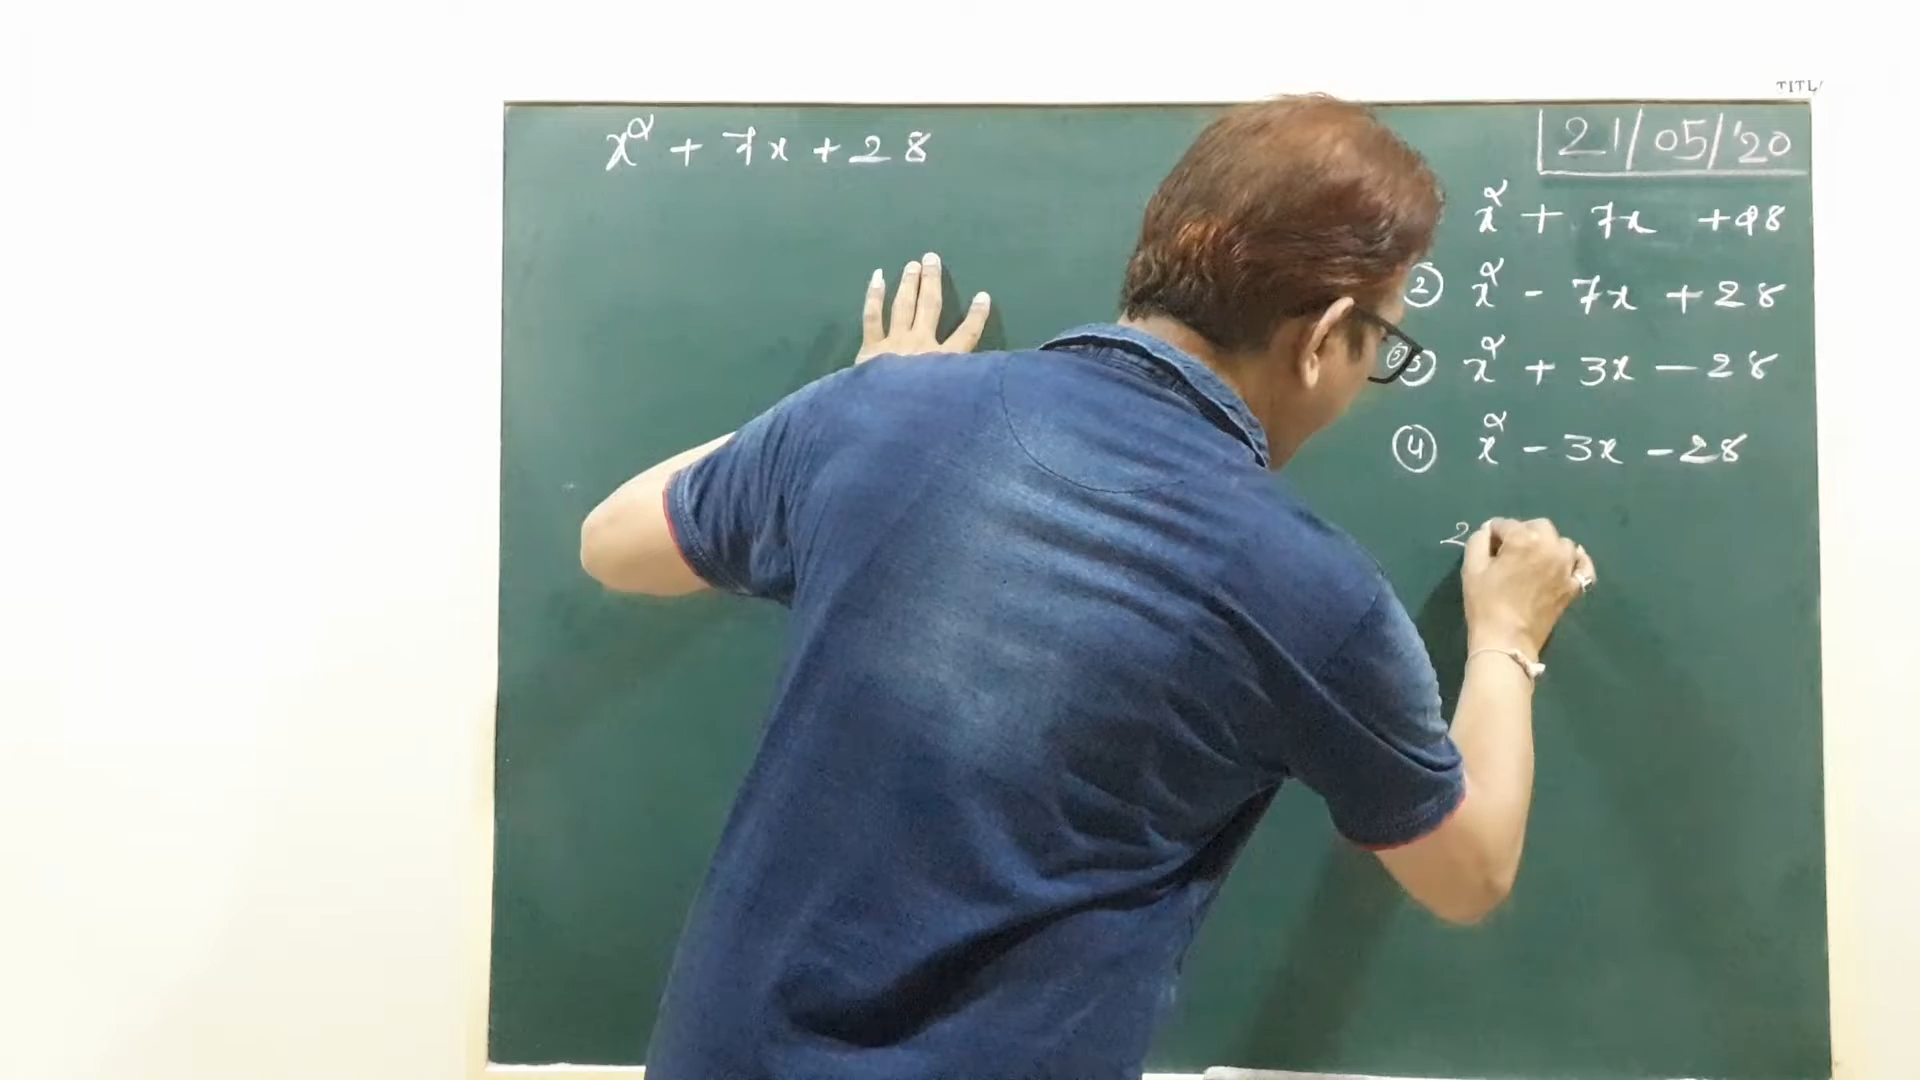 TITL
21/05/'20
x² + 7x + 28
x² + 7x + 98
② x² - 7x + 28
③ x² + 3x - 28
④ x² - 3x - 28
2